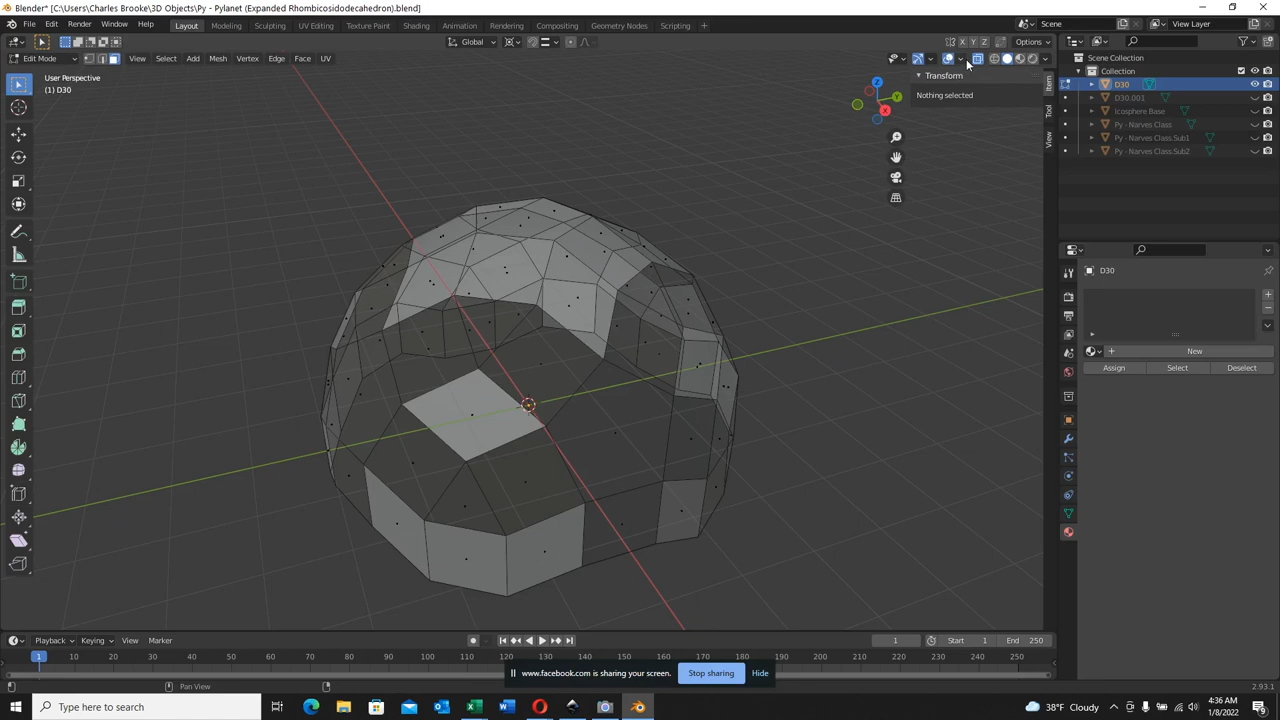 Blender* [C:\Users\Charles Brooke\3D Objects\Py - Pylanet (Expanded Rhombicosidodecahedron).blend]
File Edit Render Window Help Layout Modeling Sculpting UV Editing Texture Paint Shading Animation Rendering Compositing Geometry Nodes Scripting + Scene View Layer
Global X Y Z Options
Edit Mode View Select Add Mesh Vertex Edge Face UV
User Perspective
(1) D30
Transform
Nothing selected
Item
Tool
View
Z
Y
X
Scene Collection
Collection
D30
D30.001
Icosphere Base
Py - Narves Class
Py - Narves Class.Sub1
Py - Narves Class.Sub2
D30
New
Assign Select Deselect
Playback Keying View Marker 1 Start 1 End 250
1 10 20 30 40 50 60 70 80 90 100 110 120 130 140 150 160 170 180 190 200 210 220 230 240 250
www.facebook.com is sharing your screen. Stop sharing Hide
Pan View 2.93.1
Type here to search 38°F Cloudy 4:36 AM
1/8/2022